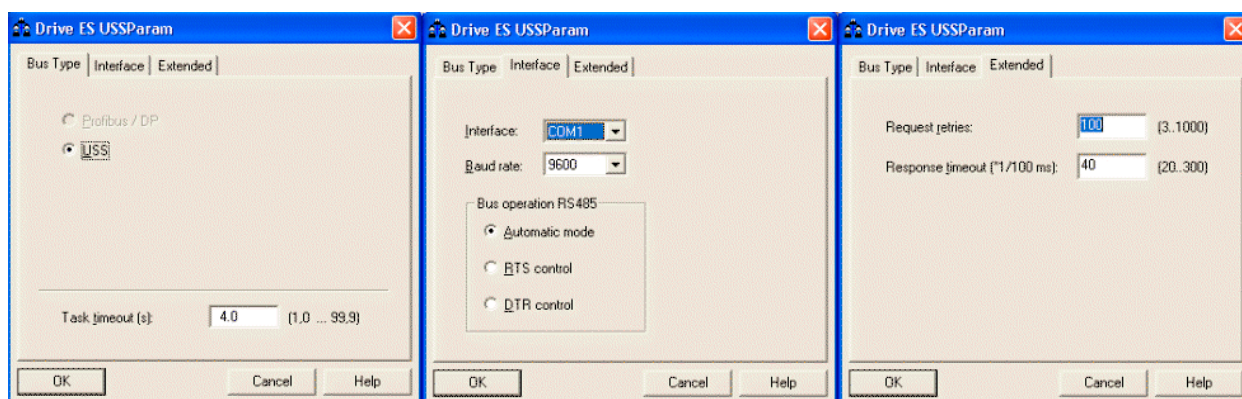 Drive ES USSParam
Bus Type Interface Extended
Profibus / DP
USS
Task timeout (s): 4.0 (1,0 ... 99,9)
OK Cancel Help
Drive ES USSParam
Bus Type Interface Extended
Interface: COM1
Baud rate: 9600
Bus operation RS485
Automatic mode
RTS control
DTR control
OK Cancel Help
Drive ES USSParam
Bus Type Interface Extended
Request retries: 100 (3..1000)
Response timeout (*1/100 ms): 40 (20..300)
OK Cancel Help